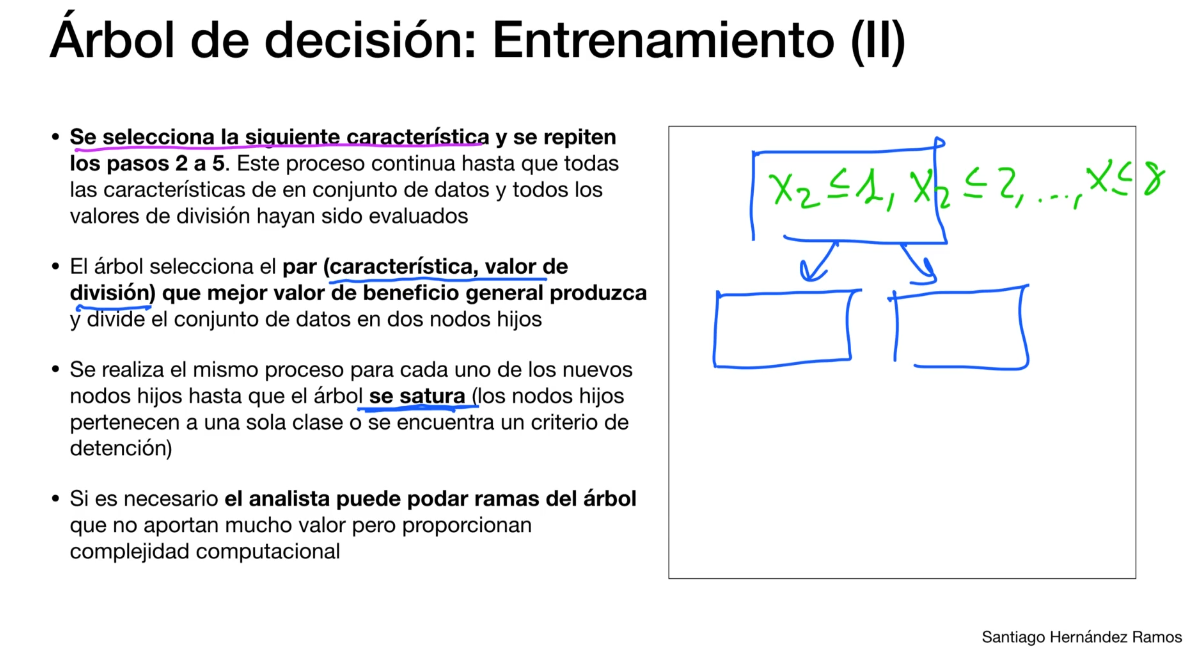 Árbol de decisión: Entrenamiento (II)
• Se selecciona la siguiente característica y se repiten
los pasos 2 a 5. Este proceso continua hasta que todas
las características de en conjunto de datos y todos los
valores de división hayan sido evaluados
• El árbol selecciona el par (característica, valor de
división) que mejor valor de beneficio general produzca
y divide el conjunto de datos en dos nodos hijos
• Se realiza el mismo proceso para cada uno de los nuevos
nodos hijos hasta que el árbol se satura (los nodos hijos
pertenecen a una sola clase o se encuentra un criterio de
detención)
• Si es necesario el analista puede podar ramas del árbol
que no aportan mucho valor pero proporcionan
complejidad computacional
x₂ ≤ 1, x₂ ≤ 2, ..., x ≤ 8
Santiago Hernández Ramos